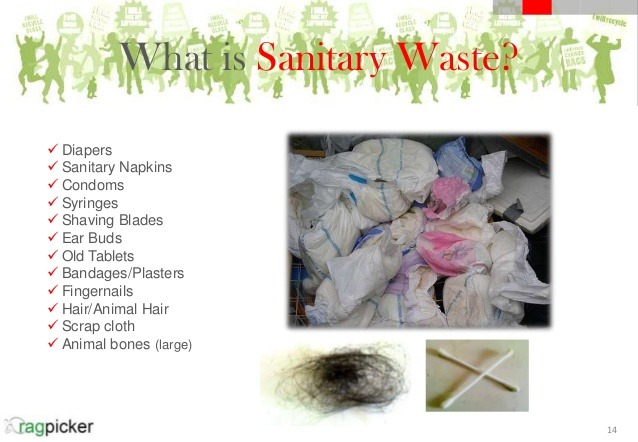 What is Sanitary Waste?
Diapers
Sanitary Napkins
Condoms
Syringes
Shaving Blades
Ear Buds
Old Tablets
Bandages/Plasters
Fingernails
Hair/Animal Hair
Scrap cloth
Animal bones (large)
ragpicker
14